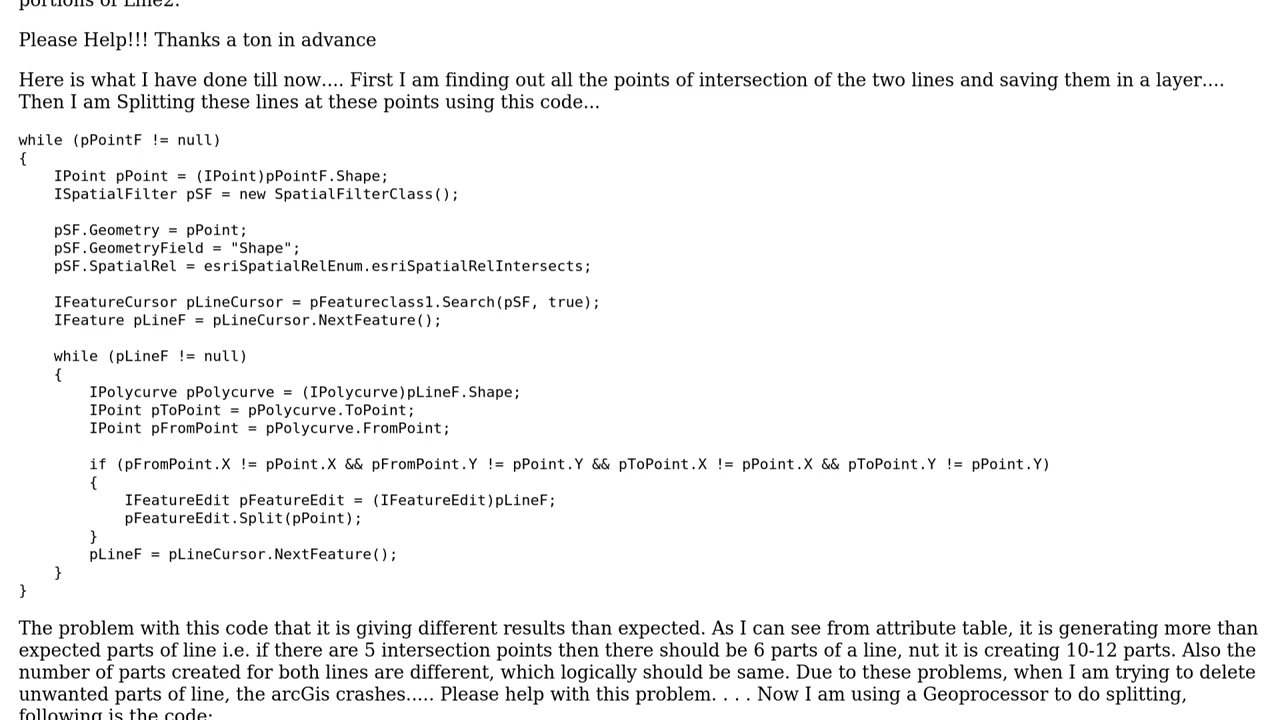 portions of Line2.
Please Help!!! Thanks a ton in advance
Here is what I have done till now.... First I am finding out all the points of intersection of the two lines and saving them in a layer....
Then I am Splitting these lines at these points using this code...
while (pPointF != null)
{
    IPoint pPoint = (IPoint)pPointF.Shape;
    ISpatialFilter pSF = new SpatialFilterClass();

    pSF.Geometry = pPoint;
    pSF.GeometryField = "Shape";
    pSF.SpatialRel = esriSpatialRelEnum.esriSpatialRelIntersects;

    IFeatureCursor pLineCursor = pFeatureclass1.Search(pSF, true);
    IFeature pLineF = pLineCursor.NextFeature();

    while (pLineF != null)
    {
        IPolycurve pPolycurve = (IPolycurve)pLineF.Shape;
        IPoint pToPoint = pPolycurve.ToPoint;
        IPoint pFromPoint = pPolycurve.FromPoint;

        if (pFromPoint.X != pPoint.X && pFromPoint.Y != pPoint.Y && pToPoint.X != pPoint.X && pToPoint.Y != pPoint.Y)
        {
            IFeatureEdit pFeatureEdit = (IFeatureEdit)pLineF;
            pFeatureEdit.Split(pPoint);
        }
        pLineF = pLineCursor.NextFeature();
    }
}
The problem with this code that it is giving different results than expected. As I can see from attribute table, it is generating more than
expected parts of line i.e. if there are 5 intersection points then there should be 6 parts of a line, nut it is creating 10-12 parts. Also the
number of parts created for both lines are different, which logically should be same. Due to these problems, when I am trying to delete
unwanted parts of line, the arcGis crashes..... Please help with this problem. . . . Now I am using a Geoprocessor to do splitting,
following is the code: